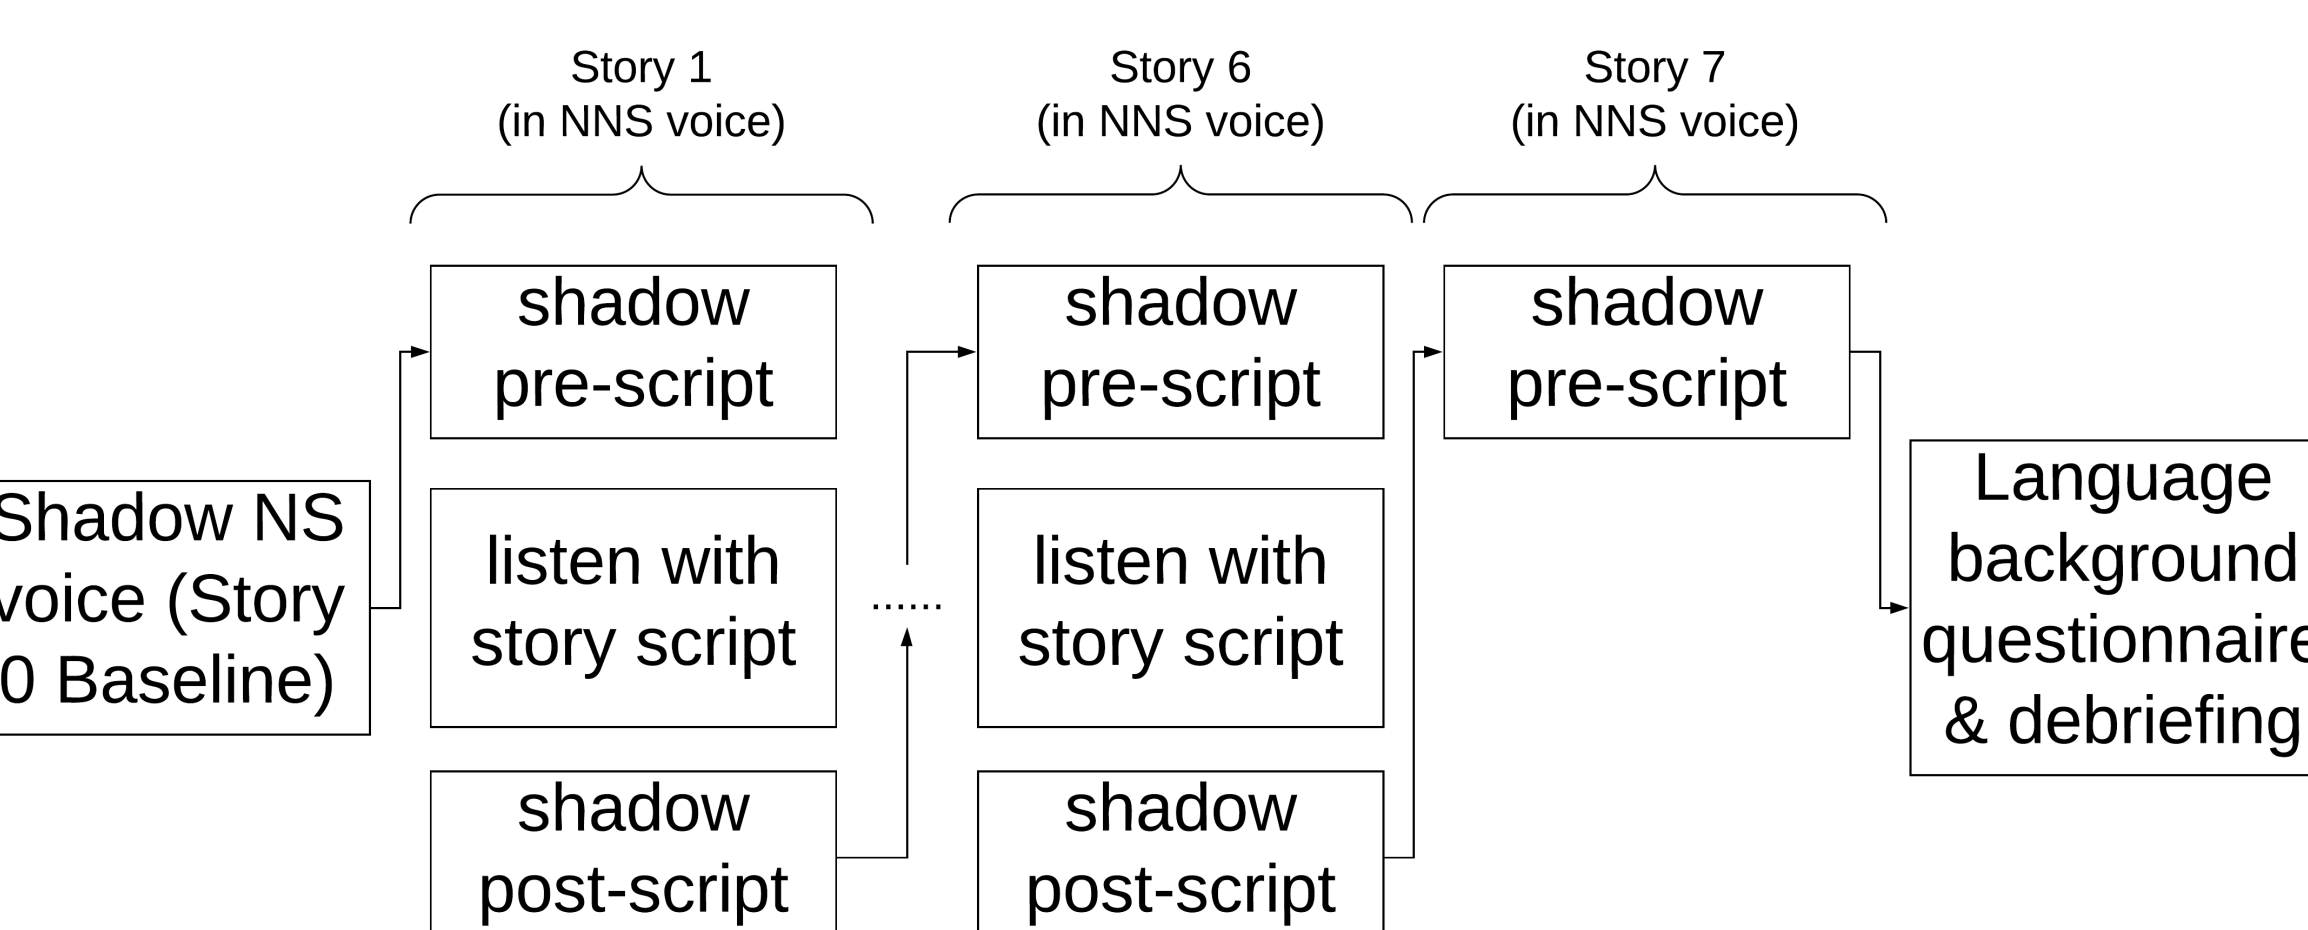 Story 1
(in NNS voice)
Story 6
(in NNS voice)
Story 7
(in NNS voice)
Shadow NS
voice (Story
0 Baseline)
shadow
pre-script
listen with
story script
shadow
post-script
......
shadow
pre-script
listen with
story script
shadow
post-script
shadow
pre-script
Language
background
questionnaire
& debriefing